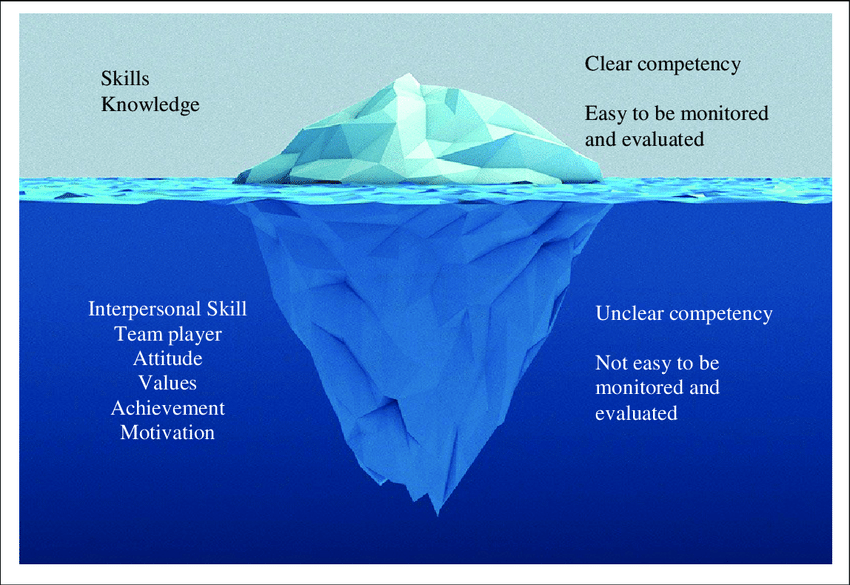 Skills
Knowledge
Clear competency
Easy to be monitored
and evaluated
Interpersonal Skill
Team player
Attitude
Values
Achievement
Motivation
Unclear competency
Not easy to be
monitored and
evaluated